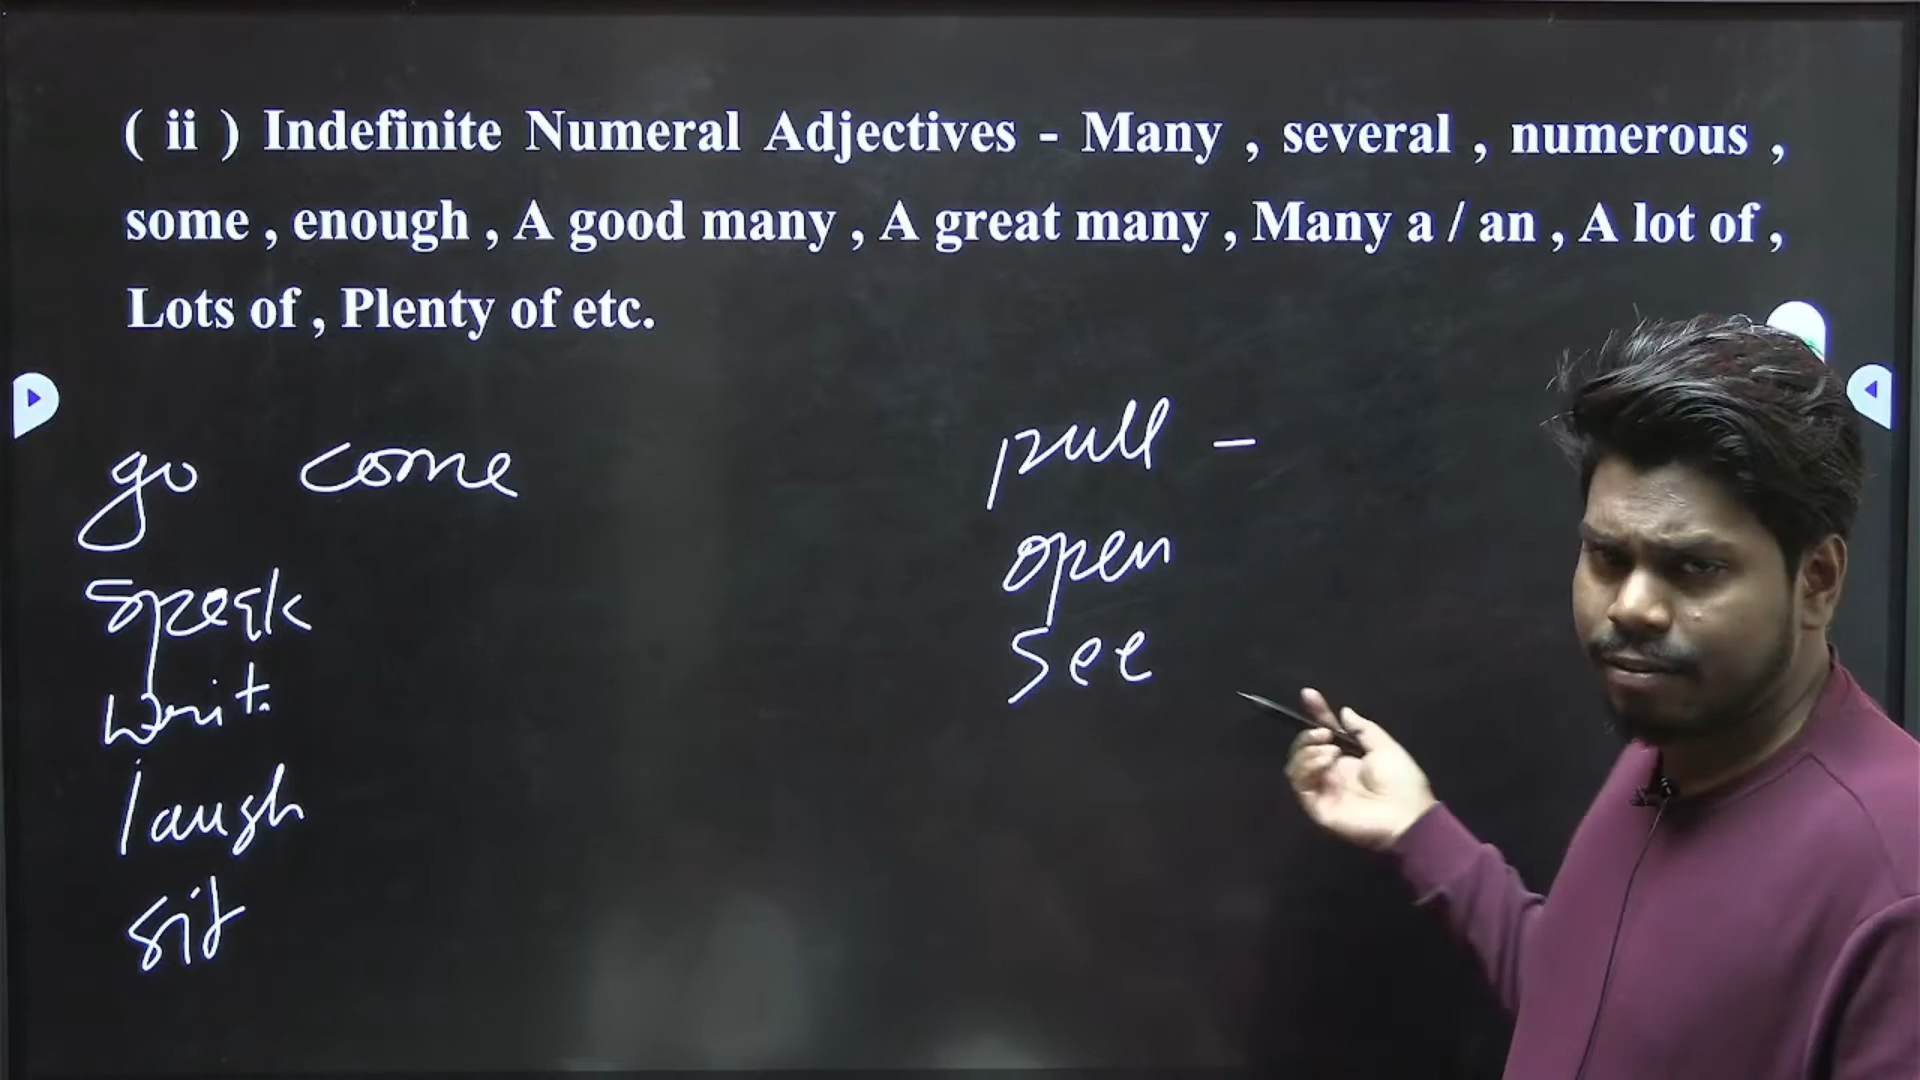 ( ii ) Indefinite Numeral Adjectives - Many , several , numerous ,
some , enough , A good many , A great many , Many a / an , A lot of ,
Lots of , Plenty of etc.
go come
speak
writ
laugh
sit
pull -
open
see